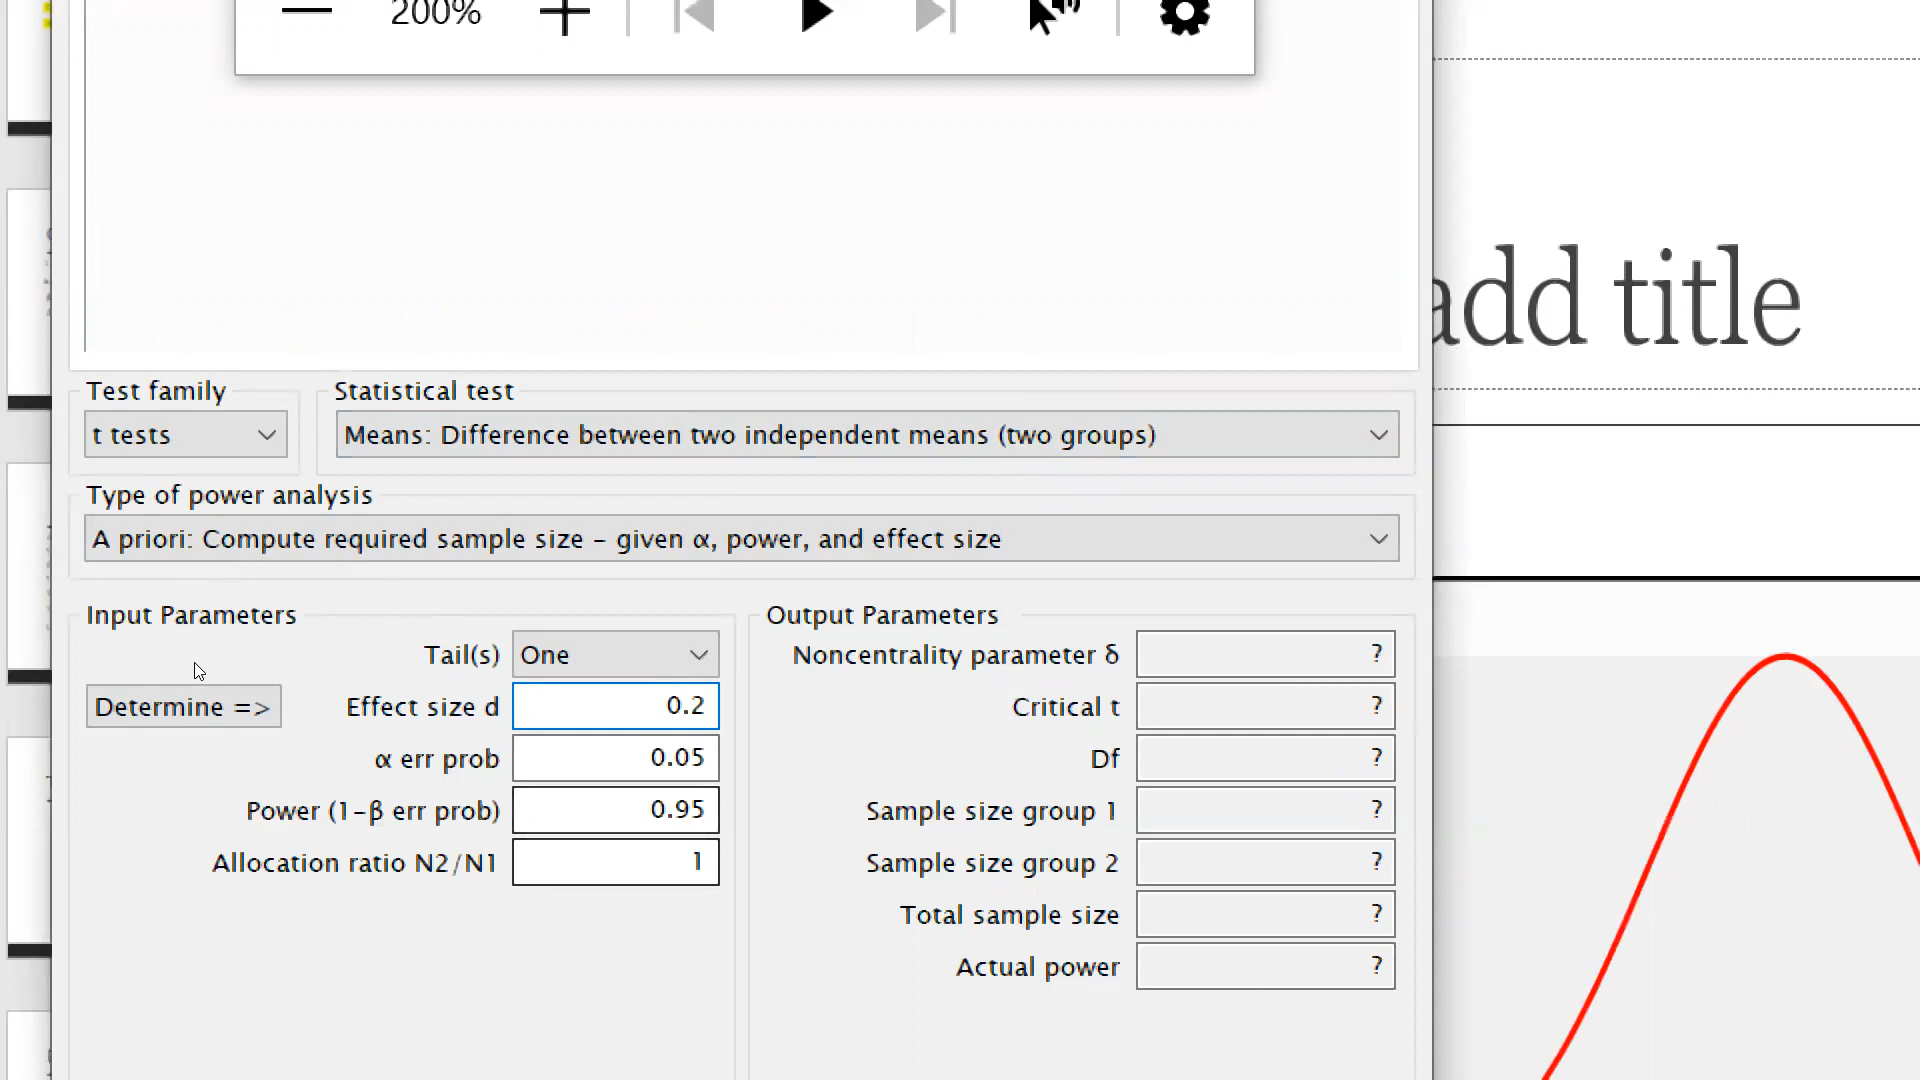 200%
add title
Test family
Statistical test
t tests
Means: Difference between two independent means (two groups)
Type of power analysis
A priori: Compute required sample size – given α, power, and effect size
Input Parameters
Output Parameters
Tail(s) One
Noncentrality parameter δ ?
Determine => Effect size d 0.2
Critical t ?
α err prob 0.05
Df ?
Power (1-β err prob) 0.95
Sample size group 1 ?
Allocation ratio N2/N1 1
Sample size group 2 ?
Total sample size ?
Actual power ?